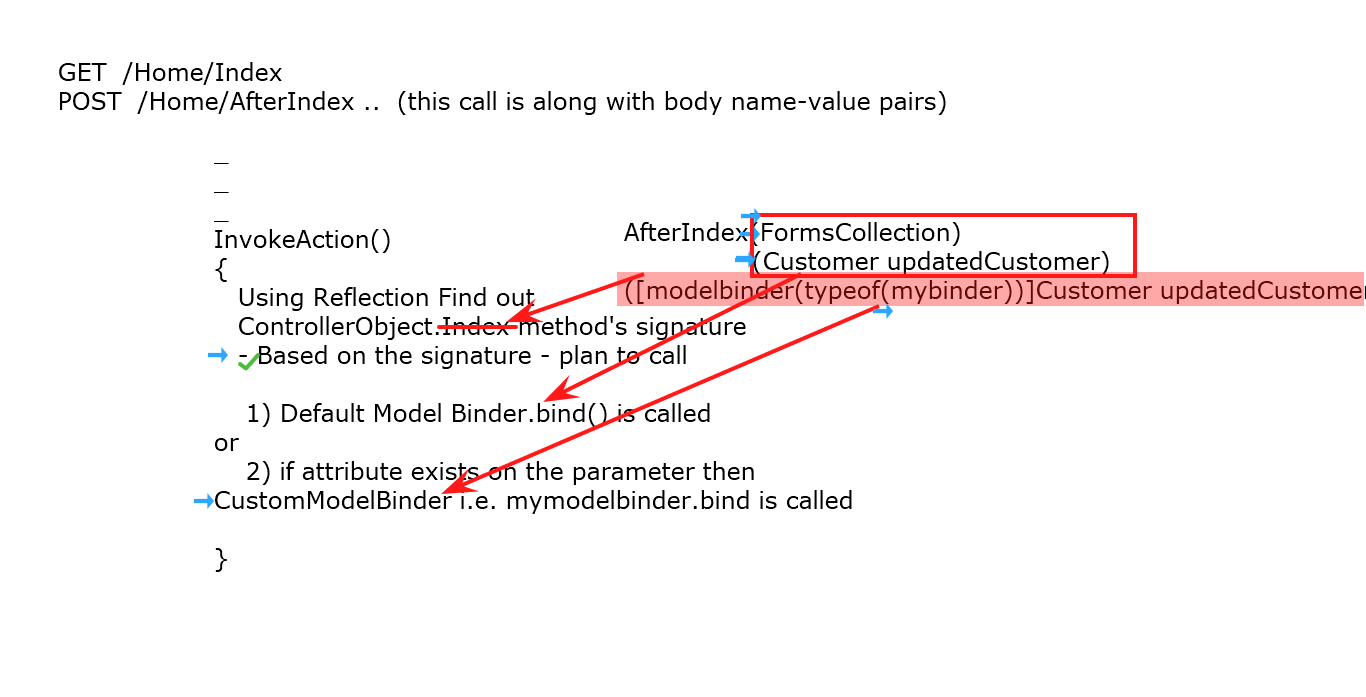 GET  /Home/Index
POST  /Home/AfterIndex ..  (this call is along with body name-value pairs)
_
_
_
InvokeAction()
{
Using Reflection Find out
ControllerObject.Index method's signature
- Based on the signature - plan to call
1) Default Model Binder.bind() is called
or
2) if attribute exists on the parameter then
CustomModelBinder i.e. mymodelbinder.bind is called
}
AfterIndex(FormsCollection)
(Customer updatedCustomer)
([modelbinder(typeof(mybinder))]Customer updatedCustomer